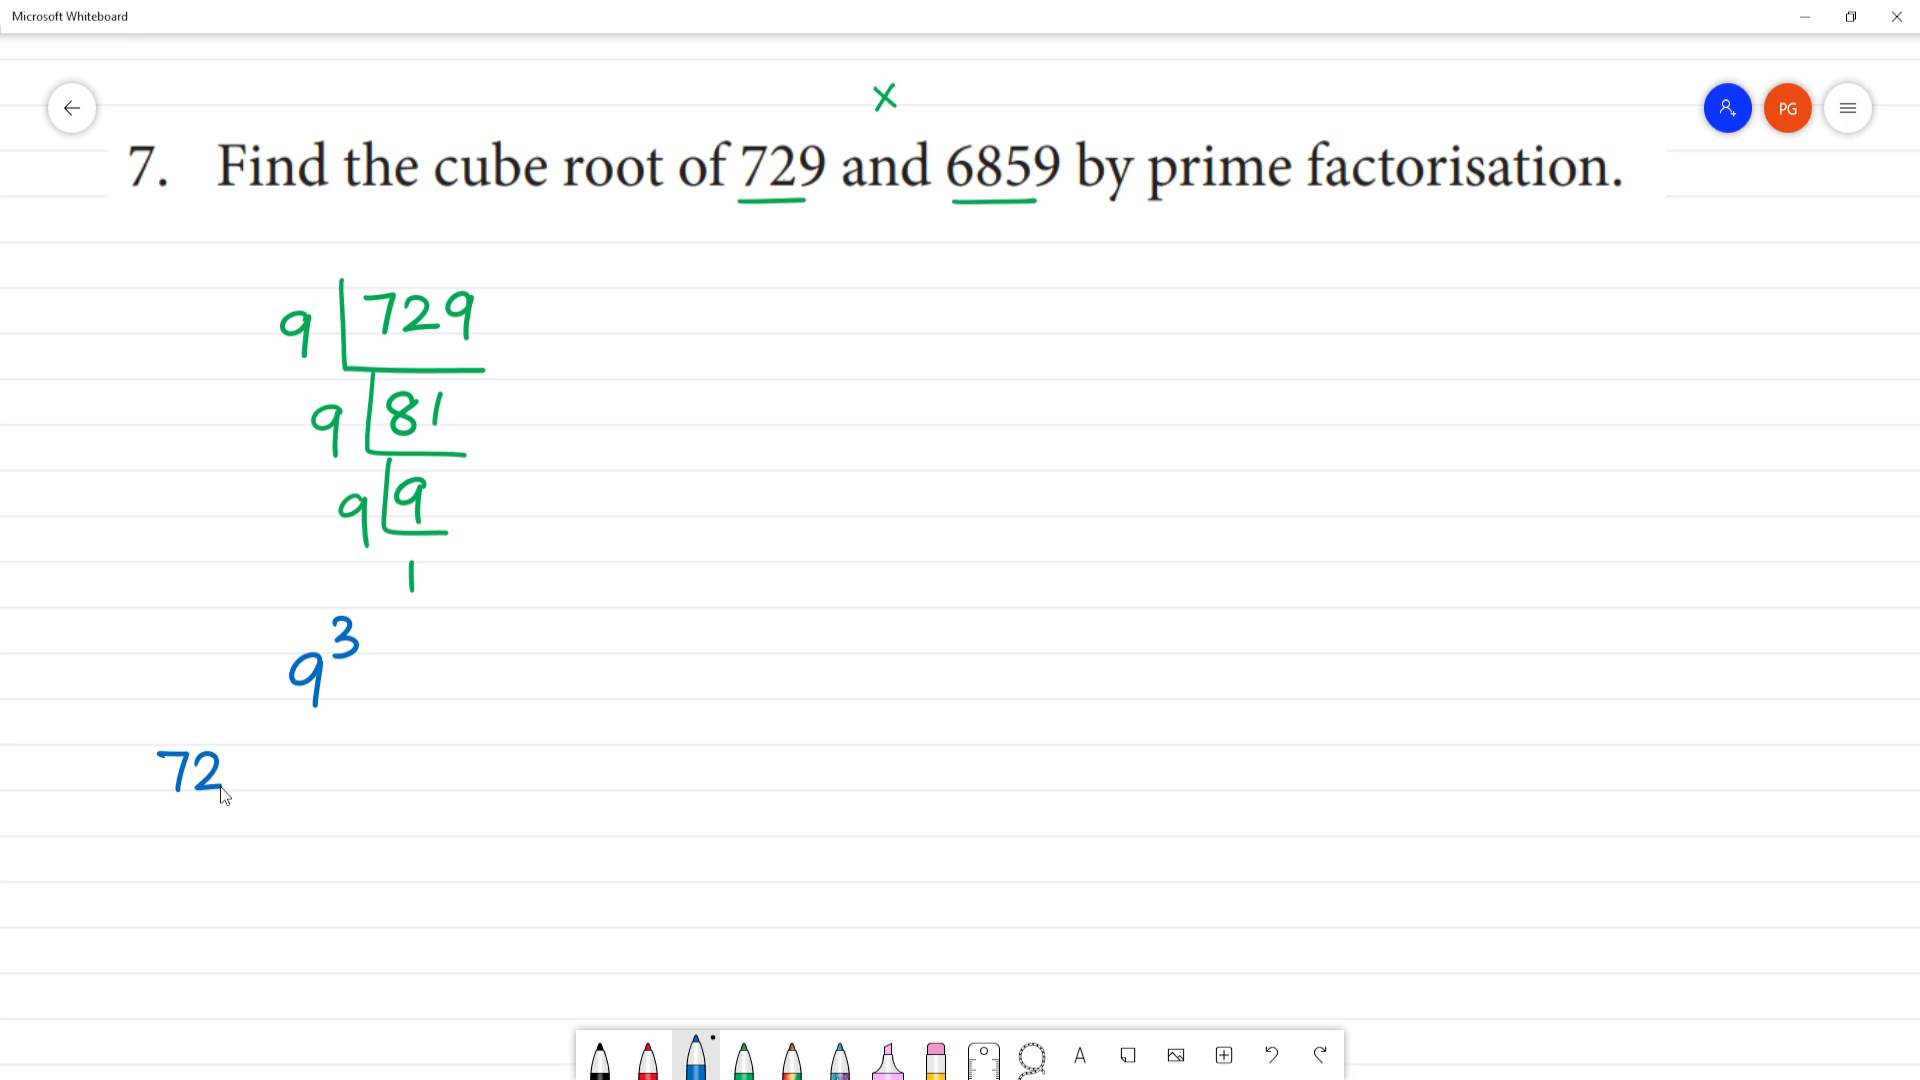 Microsoft Whiteboard
x
PG
7. Find the cube root of 729 and 6859 by prime factorisation.
9 729
9 81
9 9
1
9³
72
A